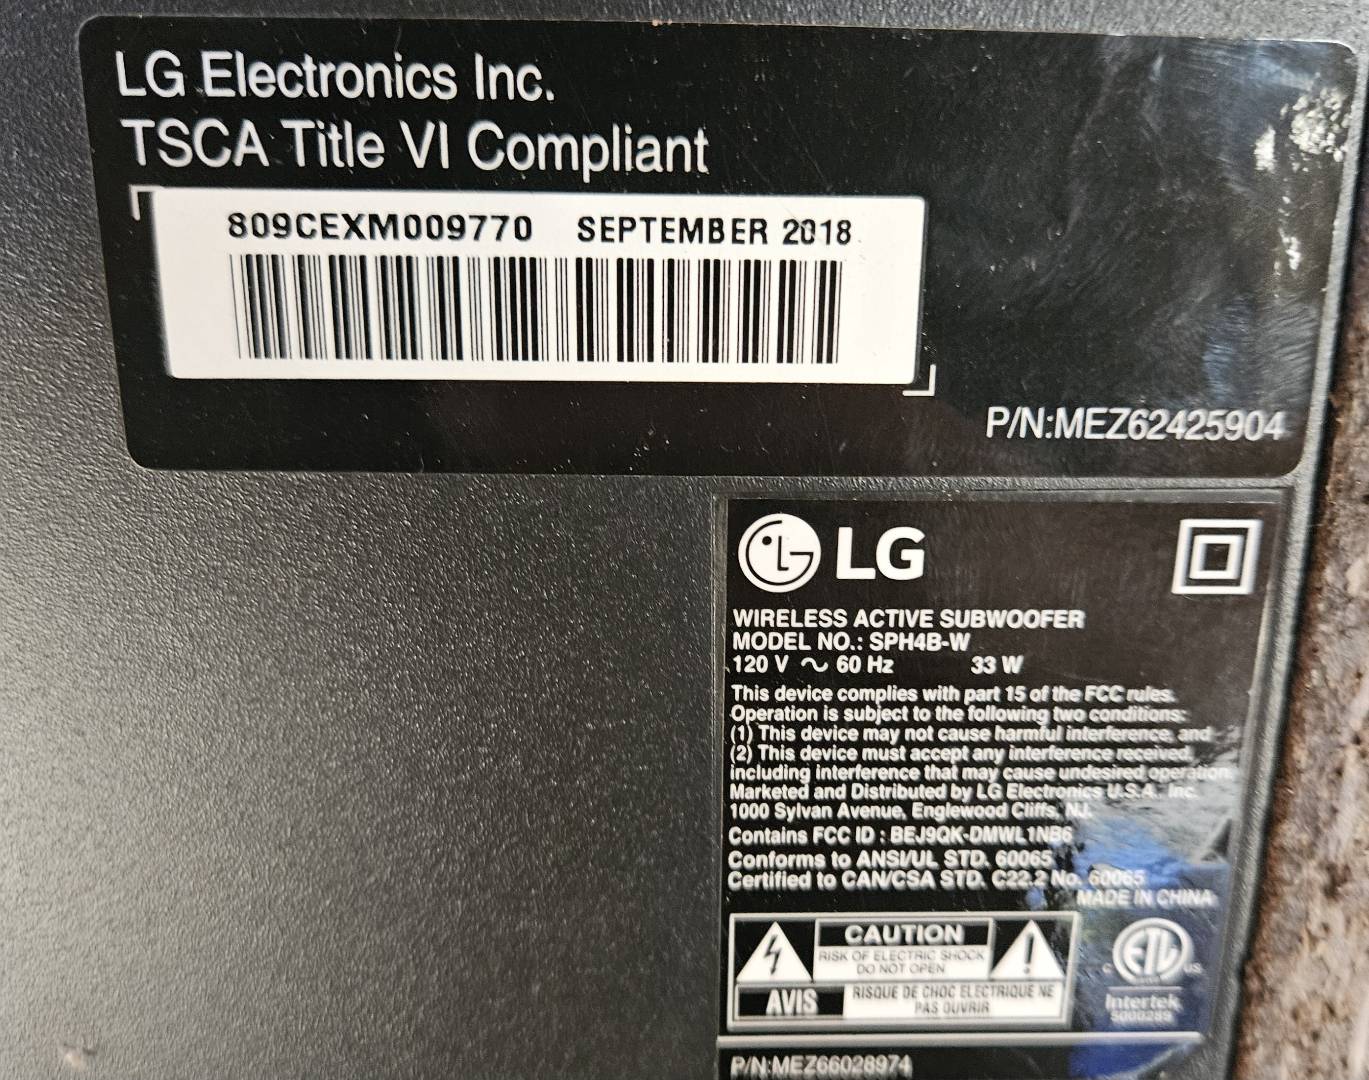 LG Electronics Inc.
TSCA Title VI Compliant
809CEXM009770 SEPTEMBER 2018
P/N:MEZ62425904
LG
WIRELESS ACTIVE SUBWOOFER
MODEL NO.: SPH4B-W
120 V ~ 60 Hz 33 W
This device complies with part 15 of the FCC rules.
Operation is subject to the following two conditions:
(1) This device may not cause harmful interference, and
(2) This device must accept any interference received,
including interference that may cause undesired operation.
Marketed and Distributed by LG Electronics U.S.A., Inc.
1000 Sylvan Avenue, Englewood Cliffs, NJ.
Contains FCC ID : BEJ9QK-DMWL1NB6
Conforms to ANSI/UL STD. 60065
Certified to CAN/CSA STD. C22.2 No. 60065
MADE IN CHINA
CAUTION
RISK OF ELECTRIC SHOCK
DO NOT OPEN
AVIS
RISQUE DE CHOC ELECTRIQUE NE
PAS OUVRIR
C ETL US
Intertek
5000289
P/N:MEZ66028974